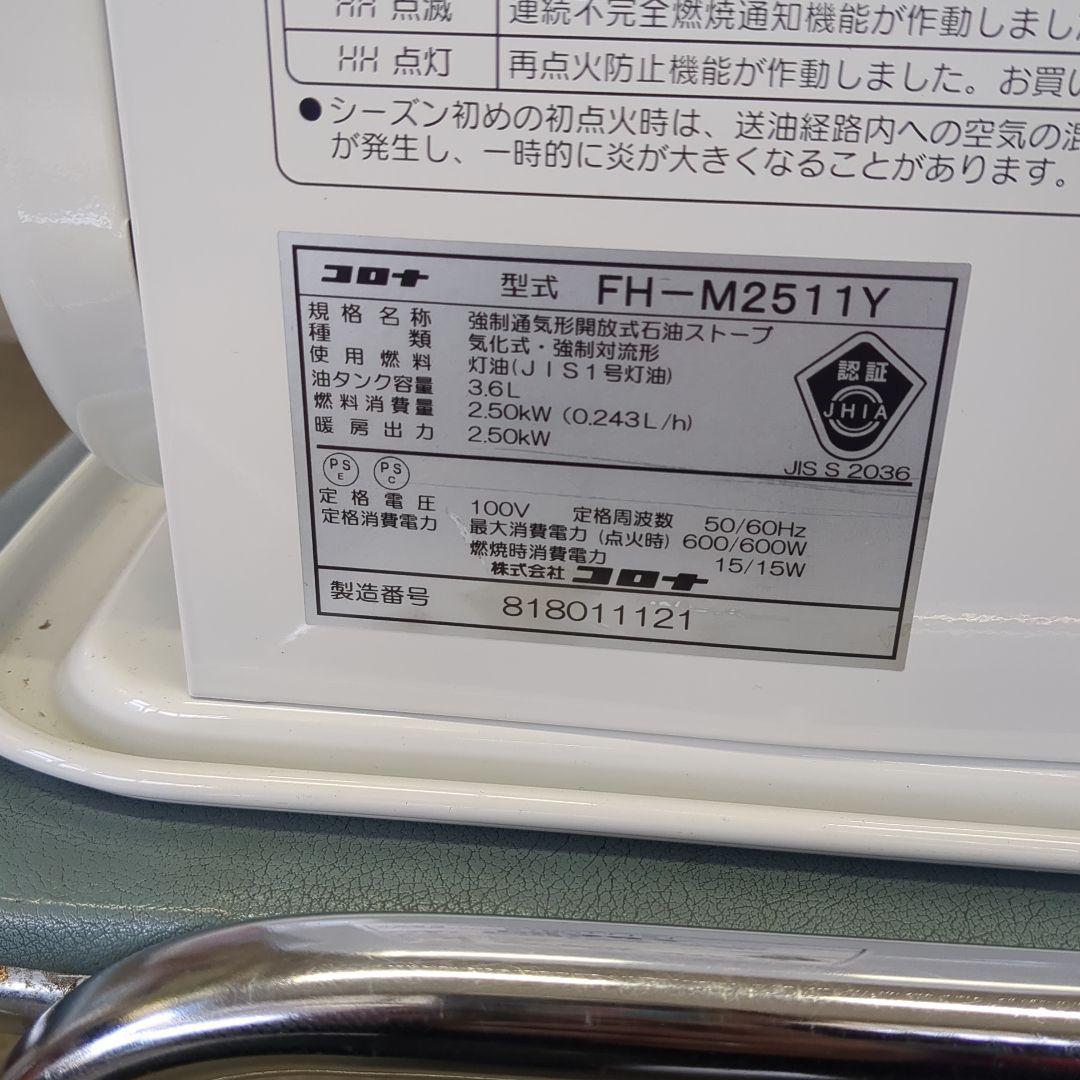 HH 点滅 連続不完全燃焼通知機能が作動しました
HH 点灯 再点火防止機能が作動しました。お買い
●シーズン初めの初点火時は、送油経路内への空気の混
が発生し、一時的に炎が大きくなることがあります。
コロナ 型式 FH-M2511Y
規格名称 強制通気形開放式石油ストーブ
種類 気化式・強制対流形
使用燃料 灯油(JIS1号灯油)
油タンク容量 3.6L
燃料消費量 2.50kW (0.243L/h)
暖房出力 2.50kW
認証
JHIA
JIS S 2036
PS E PS C
定格電圧 100V 定格周波数 50/60Hz
定格消費電力 最大消費電力(点火時) 600/600W
燃焼時消費電力 15/15W
株式会社 コロナ
製造番号 818011121